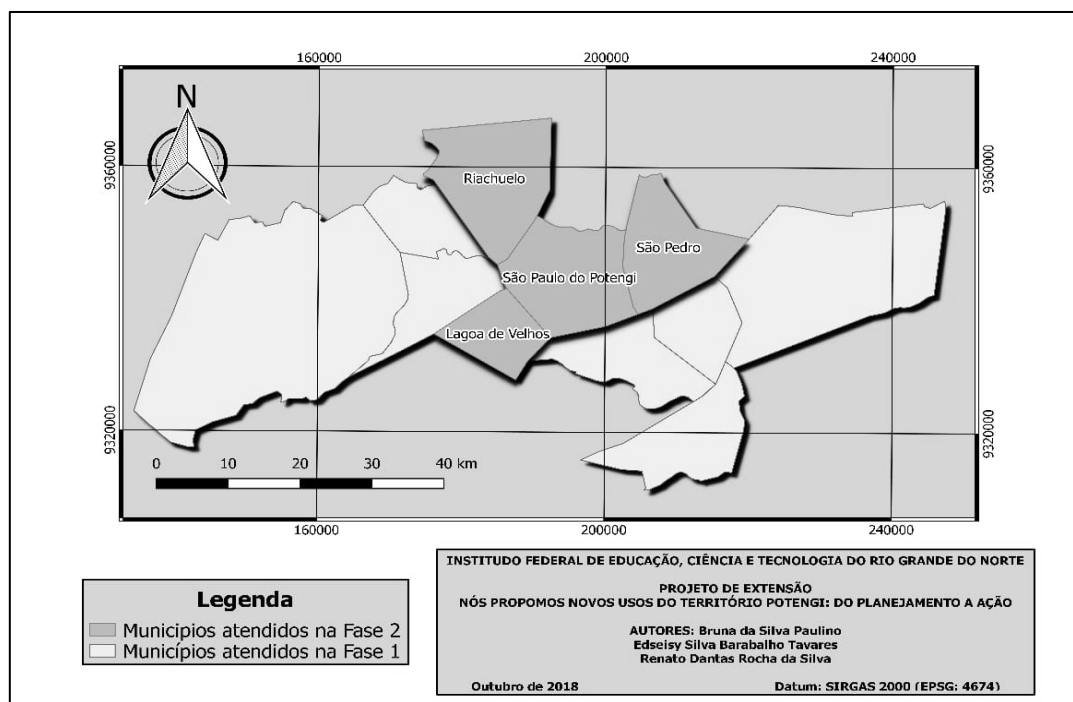 160000
200000
240000
N
9360000
9360000
Riachuelo
São Pedro
São Paulo do Potengi
Lagoa de Velhos
9320000
9320000
0 10 20 30 40 km
160000
200000
240000
Legenda
Municipios atendidos na Fase 2
Municípios atendidos na Fase 1
INSTITUDO FEDERAL DE EDUCAÇÃO, CIÊNCIA E TECNOLOGIA DO RIO GRANDE DO NORTE
PROJETO DE EXTENSÃO
NÓS PROPOMOS NOVOS USOS DO TERRITÓRIO POTENGI: DO PLANEJAMENTO A AÇÃO
AUTORES: Bruna da Silva Paulino
Edseisy Silva Barabalho Tavares
Renato Dantas Rocha da Silva
Outubro de 2018 Datum: SIRGAS 2000 (EPSG: 4674)